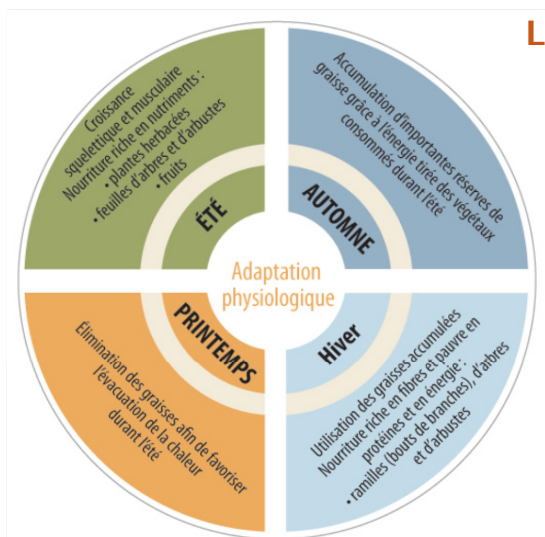 L
Croissance
squelettique et musculaire
Nourriture riche en nutriments :
• plantes herbacées
• feuilles d'arbres et d'arbustes
• fruits
ÉTÉ
Accumulation d'importantes réserves de
graisse grâce à l'énergie tirée des végétaux
consommés durant l'été
AUTOMNE
Adaptation
physiologique
PRINTEMPS
Élimination des graisses afin de favoriser
l'évacuation de la chaleur
durant l'été
Hiver
Utilisation des graisses accumulées
Nourriture riche en fibres et pauvre en
protéines et en énergie :
• ramilles (bouts de branches), d'arbres
et d'arbustes